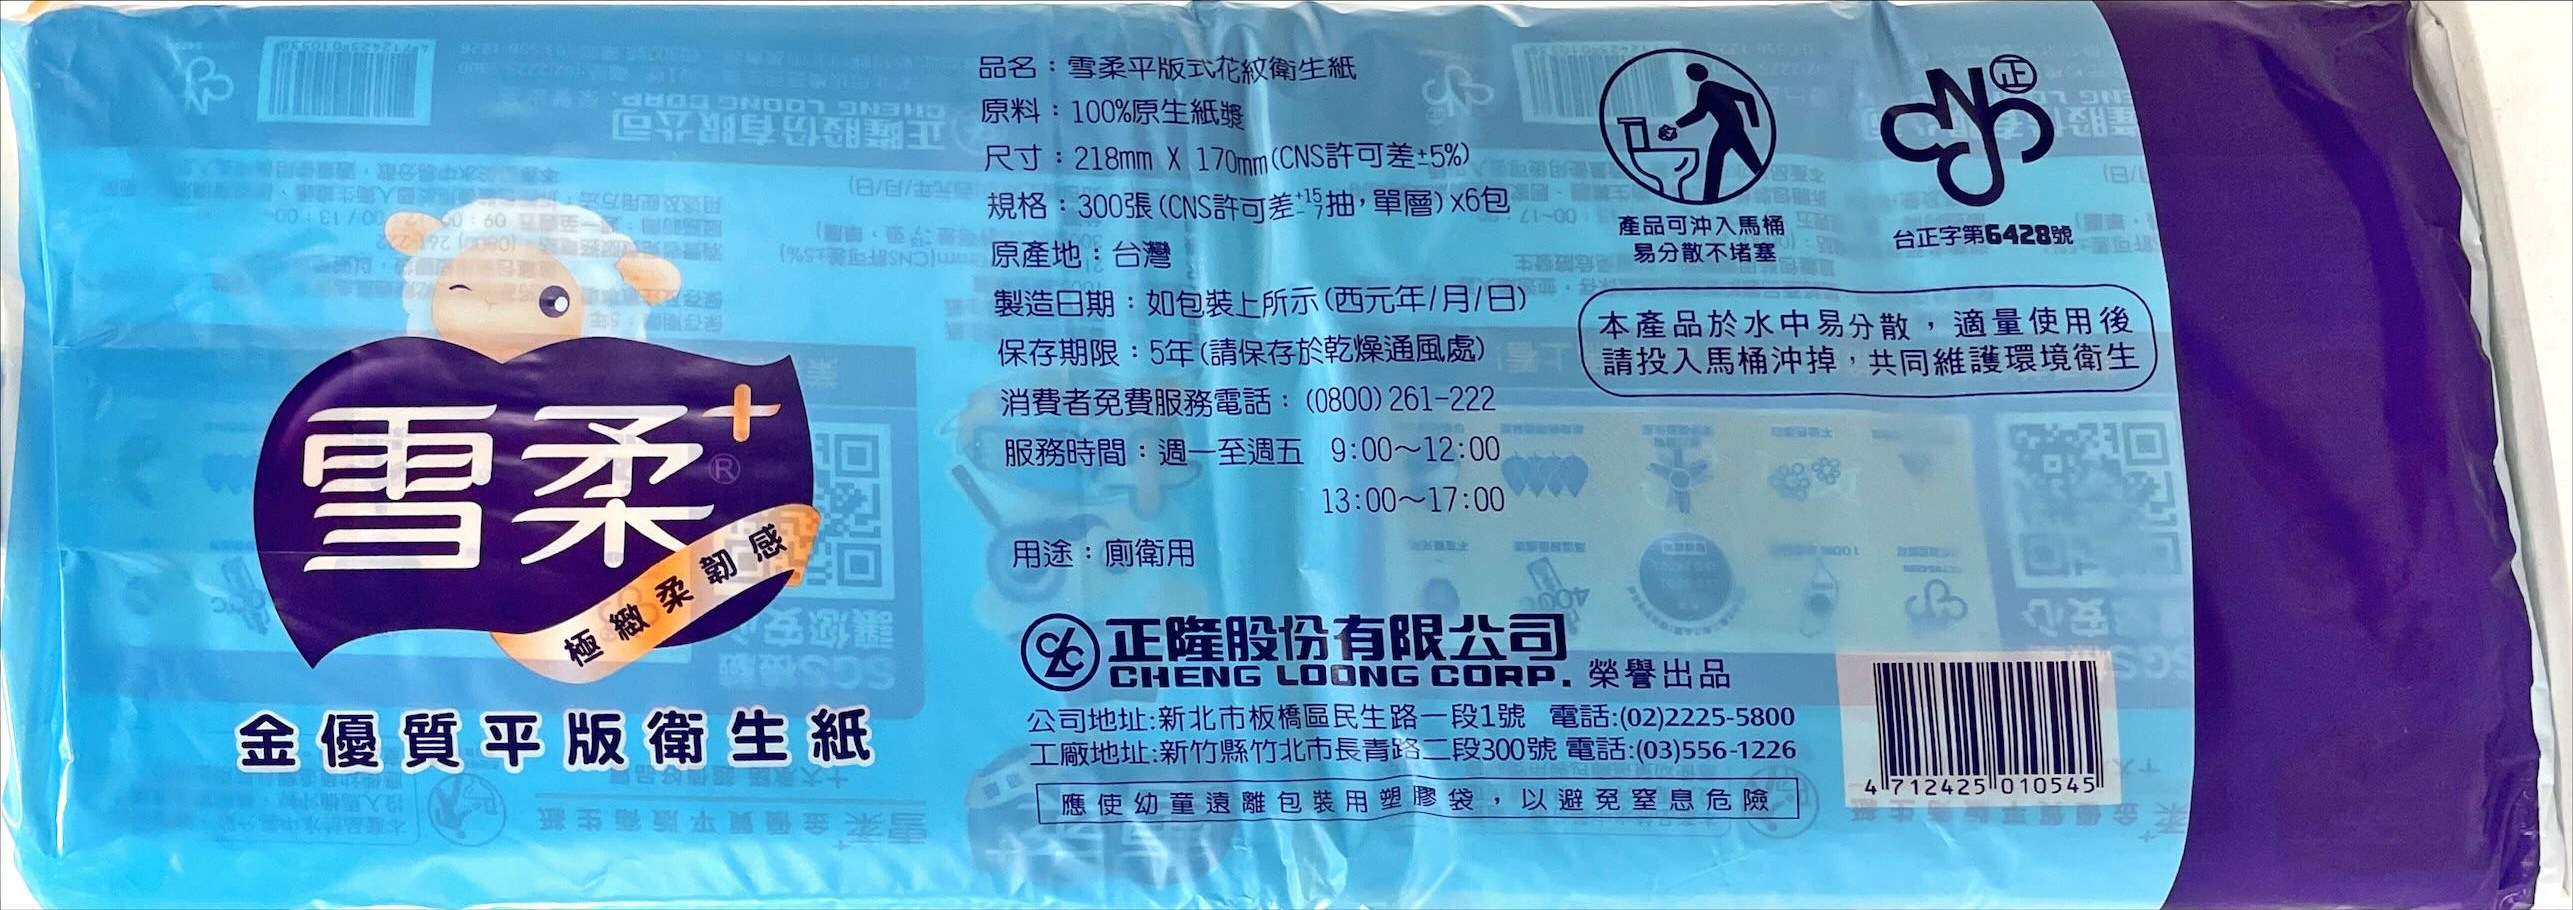 雪柔+®
極緻柔韌感
金優質平版衛生紙
品名：雪柔平版式花紋衛生紙
原料：100%原生紙漿
尺寸：218mm X 170mm(CNS許可差±5%)
規格：300張(CNS許可差+15-7抽，單層)x6包
原產地：台灣
製造日期：如包裝上所示(西元年/月/日)
保存期限：5年(請保存於乾燥通風處)
消費者免費服務電話：(0800)261-222
服務時間：週一至週五 9:00～12:00
13:00～17:00
用途：廁衛用
正隆股份有限公司
CHENG LOONG CORP. 榮譽出品
公司地址:新北市板橋區民生路一段1號 電話:(02)2225-5800
工廠地址:新竹縣竹北市長青路二段300號 電話:(03)556-1226
應使幼童遠離包裝用塑膠袋，以避免窒息危險
產品可沖入馬桶
易分散不堵塞
正
台正字第6428號
本產品於水中易分散，適量使用後
請投入馬桶沖掉，共同維護環境衛生
4 712425 010545